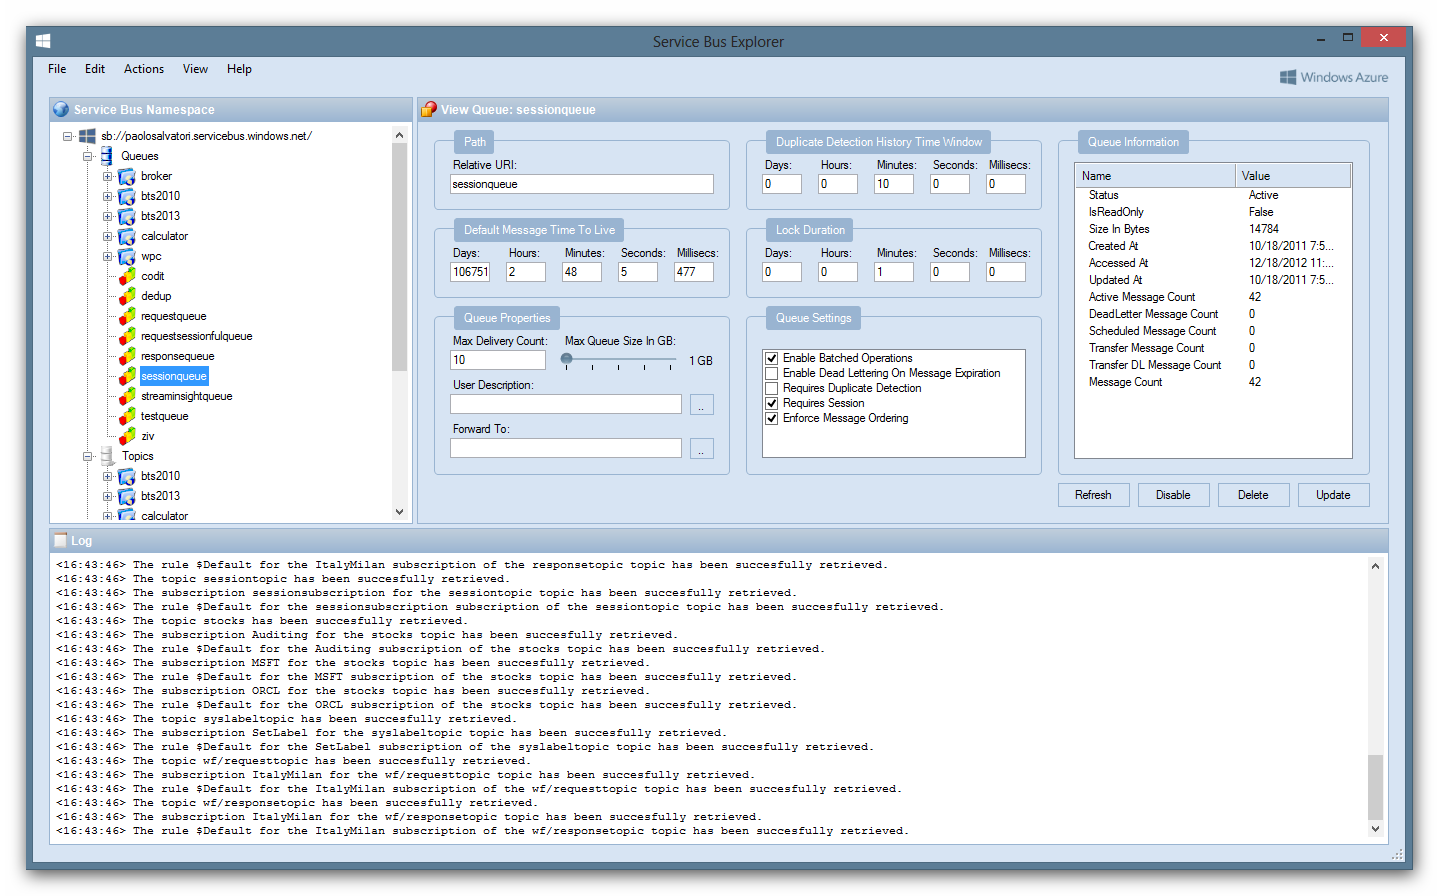 Service Bus Explorer
File Edit Actions View Help
Windows Azure
Service Bus Namespace
sb://paolosalvatori.servicebus.windows.net/
Queues
broker
bts2010
bts2013
calculator
wpc
codit
dedup
requestqueue
requestsessionfulqueue
responsequeue
sessionqueue
streaminsightqueue
testqueue
ziv
Topics
bts2010
bts2013
calculator
View Queue: sessionqueue
Path
Relative URI:
sessionqueue
Duplicate Detection History Time Window
Days: Hours: Minutes: Seconds: Millisecs:
0 0 10 0 0
Default Message Time To Live
Days: Hours: Minutes: Seconds: Millisecs:
106751 2 48 5 477
Lock Duration
Days: Hours: Minutes: Seconds: Millisecs:
0 0 1 0 0
Queue Properties
Max Delivery Count: Max Queue Size In GB:
10 1 GB
User Description:
..
Forward To:
..
Queue Settings
Enable Batched Operations
Enable Dead Lettering On Message Expiration
Requires Duplicate Detection
Requires Session
Enforce Message Ordering
Queue Information
Name Value
Status Active
IsReadOnly False
Size In Bytes 14784
Created At 10/18/2011 7:5...
Accessed At 12/18/2012 11:...
Updated At 10/18/2011 7:5...
Active Message Count 42
DeadLetter Message Count 0
Scheduled Message Count 0
Transfer Message Count 0
Transfer DL Message Count 0
Message Count 42
Refresh Disable Delete Update
Log
<16:43:46> The rule $Default for the ItalyMilan subscription of the responsetopic topic has been succesfully retrieved.
<16:43:46> The topic sessiontopic has been succesfully retrieved.
<16:43:46> The subscription sessionsubscription for the sessiontopic topic has been succesfully retrieved.
<16:43:46> The rule $Default for the sessionsubscription subscription of the sessiontopic topic has been succesfully retrieved.
<16:43:46> The topic stocks has been succesfully retrieved.
<16:43:46> The subscription Auditing for the stocks topic has been succesfully retrieved.
<16:43:46> The rule $Default for the Auditing subscription of the stocks topic has been succesfully retrieved.
<16:43:46> The subscription MSFT for the stocks topic has been succesfully retrieved.
<16:43:46> The rule $Default for the MSFT subscription of the stocks topic has been succesfully retrieved.
<16:43:46> The subscription ORCL for the stocks topic has been succesfully retrieved.
<16:43:46> The rule $Default for the ORCL subscription of the stocks topic has been succesfully retrieved.
<16:43:46> The topic syslabeltopic has been succesfully retrieved.
<16:43:46> The subscription SetLabel for the syslabeltopic topic has been succesfully retrieved.
<16:43:46> The rule $Default for the SetLabel subscription of the syslabeltopic topic has been succesfully retrieved.
<16:43:46> The topic wf/requesttopic has been succesfully retrieved.
<16:43:46> The subscription ItalyMilan for the wf/requesttopic topic has been succesfully retrieved.
<16:43:46> The rule $Default for the ItalyMilan subscription of the wf/requesttopic topic has been succesfully retrieved.
<16:43:46> The topic wf/responsetopic has been succesfully retrieved.
<16:43:46> The subscription ItalyMilan for the wf/responsetopic topic has been succesfully retrieved.
<16:43:46> The rule $Default for the ItalyMilan subscription of the wf/responsetopic topic has been succesfully retrieved.